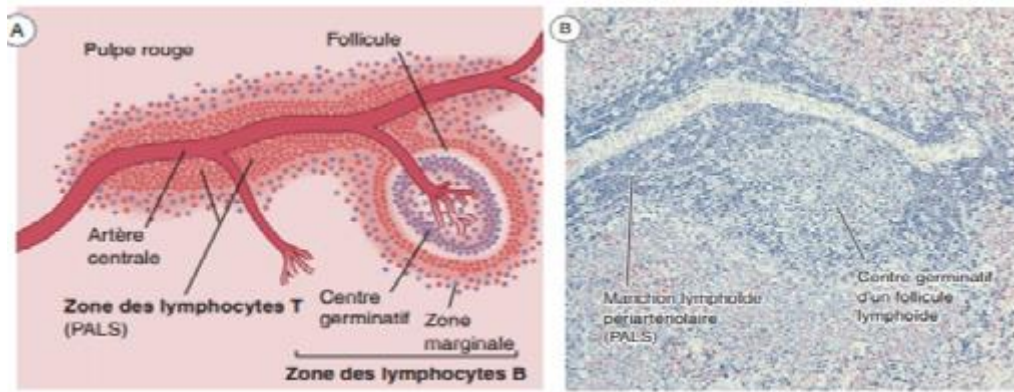 A
Pulpe rouge
Follicule
Artère
centrale
Zone des lymphocytes T
(PALS)
Centre
germinatif
Zone
marginale
Zone des lymphocytes B
B
Manchon lymphoïde
périartériolaire
(PALS)
Centre germinatif
d'un follicule
lymphoïde